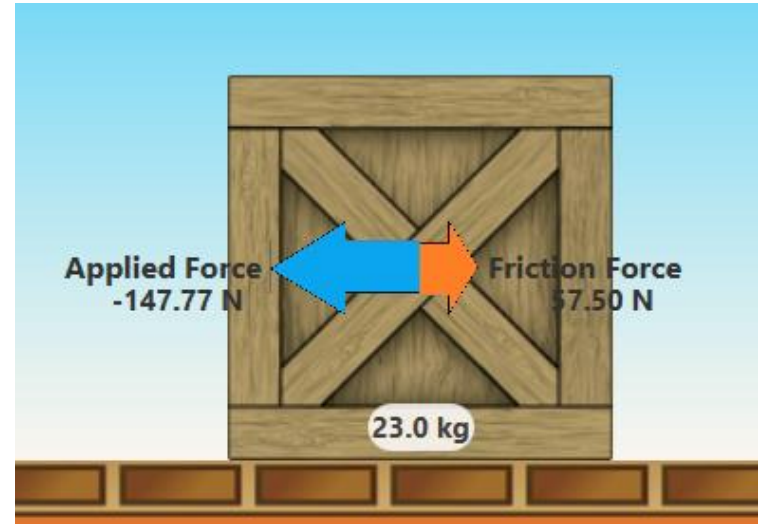 Applied Force
-147.77 N
Friction Force
57.50 N
23.0 kg